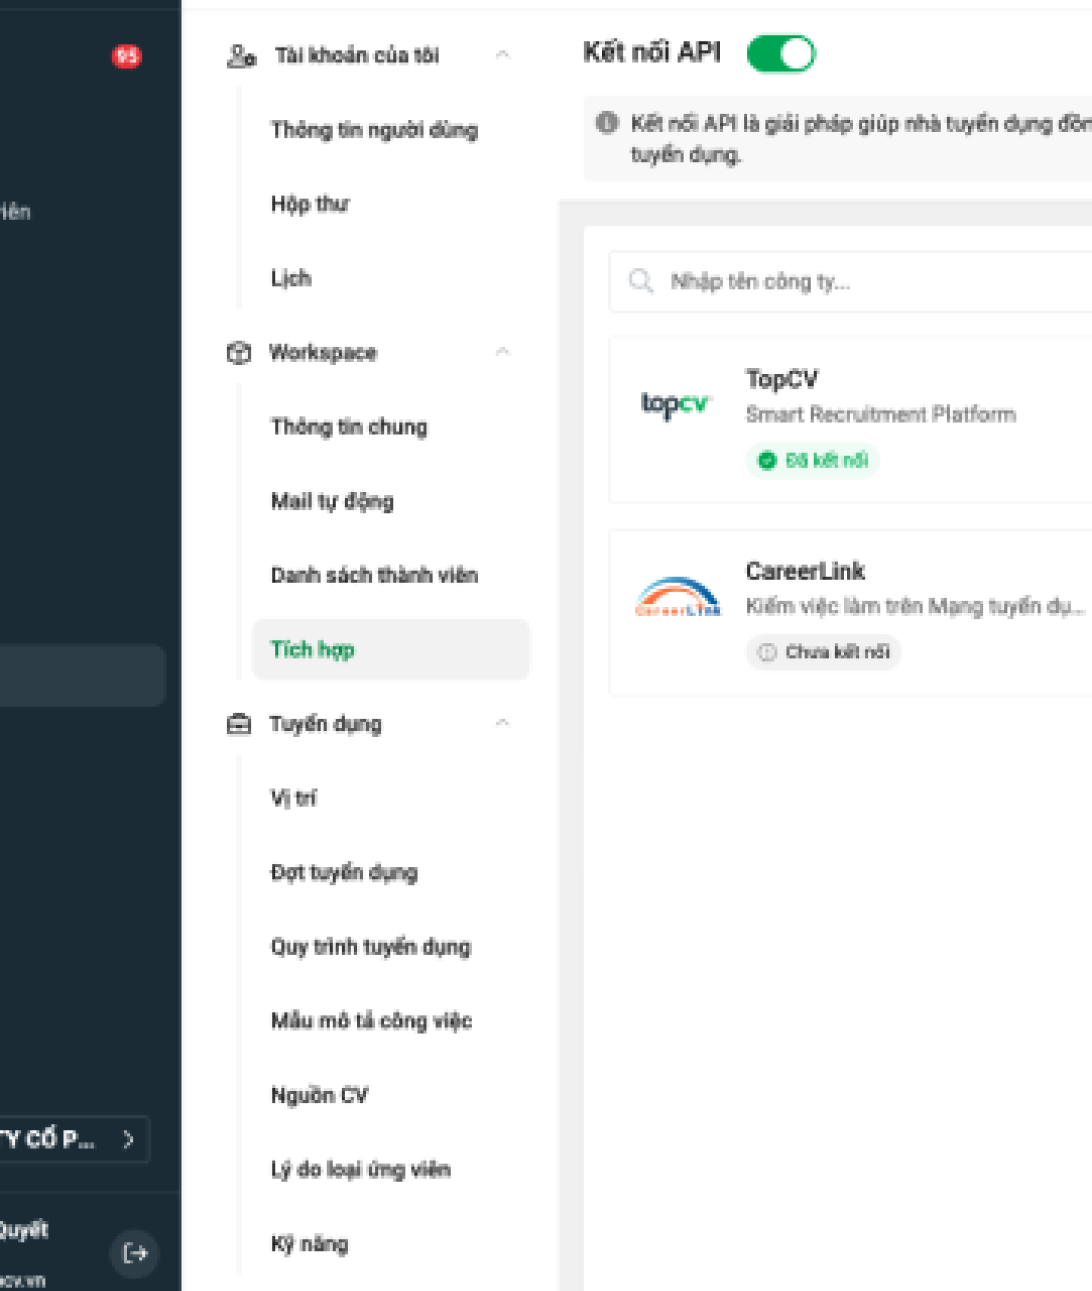 95
iên
TY CỔ P...
Quyết
pcv.vn
Tài khoản của tôi
Thông tin người dùng
Hộp thư
Lịch
Workspace
Thông tin chung
Mail tự động
Danh sách thành viên
Tích hợp
Tuyển dụng
Vị trí
Đợt tuyển dụng
Quy trình tuyển dụng
Mẫu mô tả công việc
Nguồn CV
Lý do loại ứng viên
Kỹ năng
Kết nối API
Kết nối API là giải pháp giúp nhà tuyển dụng đồn
tuyển dụng.
Nhập tên công ty...
topcv
TopCV
Smart Recruitment Platform
Đã kết nối
CareerLink
CareerLink
Kiếm việc làm trên Mạng tuyển dụ...
Chưa kết nối